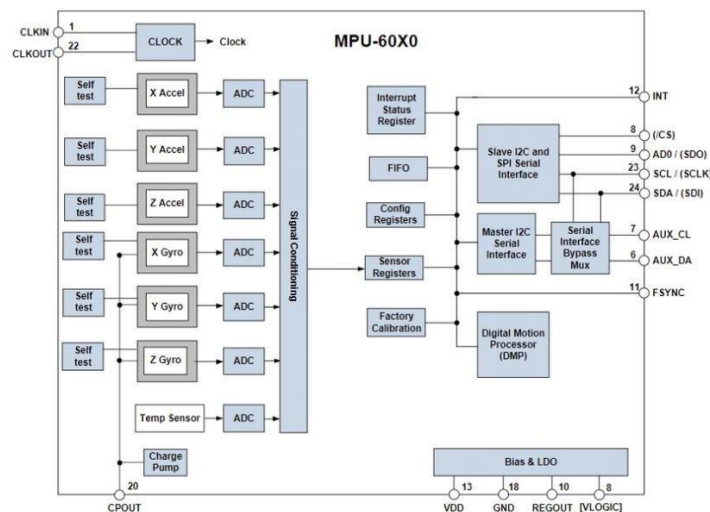 CLKIN
1
CLKOUT
22
CLOCK
Clock
MPU-60X0
Self
test
X Accel
ADC
Self
test
Y Accel
ADC
Self
test
Z Accel
ADC
Self
test
X Gyro
ADC
Self
test
Y Gyro
ADC
Self
test
Z Gyro
ADC
Temp Sensor
ADC
Charge
Pump
20
CPOUT
Signal Conditioning
Interrupt
Status
Register
FIFO
Config
Registers
Sensor
Registers
Factory
Calibration
Slave I2C and
SPI Serial
Interface
Master I2C
Serial
Interface
Serial
Interface
Bypass
Mux
Digital Motion
Processor
(DMP)
12
INT
8
(/CS)
9
AD0 / (SDO)
23
SCL / (SCLK)
24
SDA / (SDI)
7
AUX_CL
6
AUX_DA
11
FSYNC
Bias & LDO
13
VDD
18
GND
10
REGOUT
8
[VLOGIC]